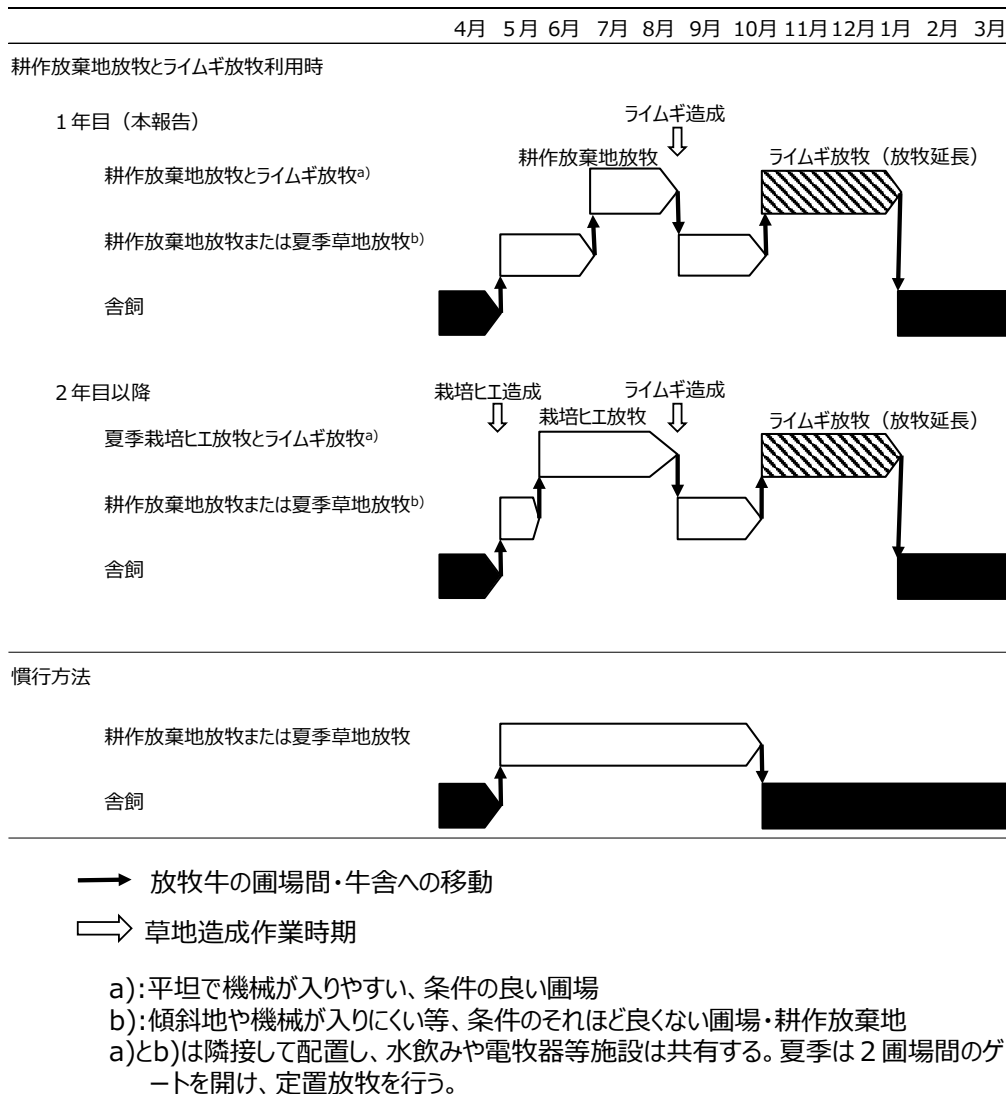 4月 5月 6月 7月 8月 9月 10月 11月 12月 1月 2月 3月
耕作放棄地放牧とライムギ放牧利用時
1年目（本報告）
ライムギ造成
耕作放棄地放牧
ライムギ放牧（放牧延長）
耕作放棄地放牧とライムギ放牧a)
耕作放棄地放牧または夏季草地放牧b)
舎飼
2年目以降
栽培ヒエ造成
ライムギ造成
栽培ヒエ放牧
ライムギ放牧（放牧延長）
夏季栽培ヒエ放牧とライムギ放牧a)
耕作放棄地放牧または夏季草地放牧b)
舎飼
慣行方法
耕作放棄地放牧または夏季草地放牧
舎飼
放牧牛の圃場間・牛舎への移動
草地造成作業時期
a):平坦で機械が入りやすい、条件の良い圃場
b):傾斜地や機械が入りにくい等、条件のそれほど良くない圃場・耕作放棄地
a)とb)は隣接して配置し、水飲みや電牧器等施設は共有する。夏季は2圃場間のゲ
ートを開け、定置放牧を行う。